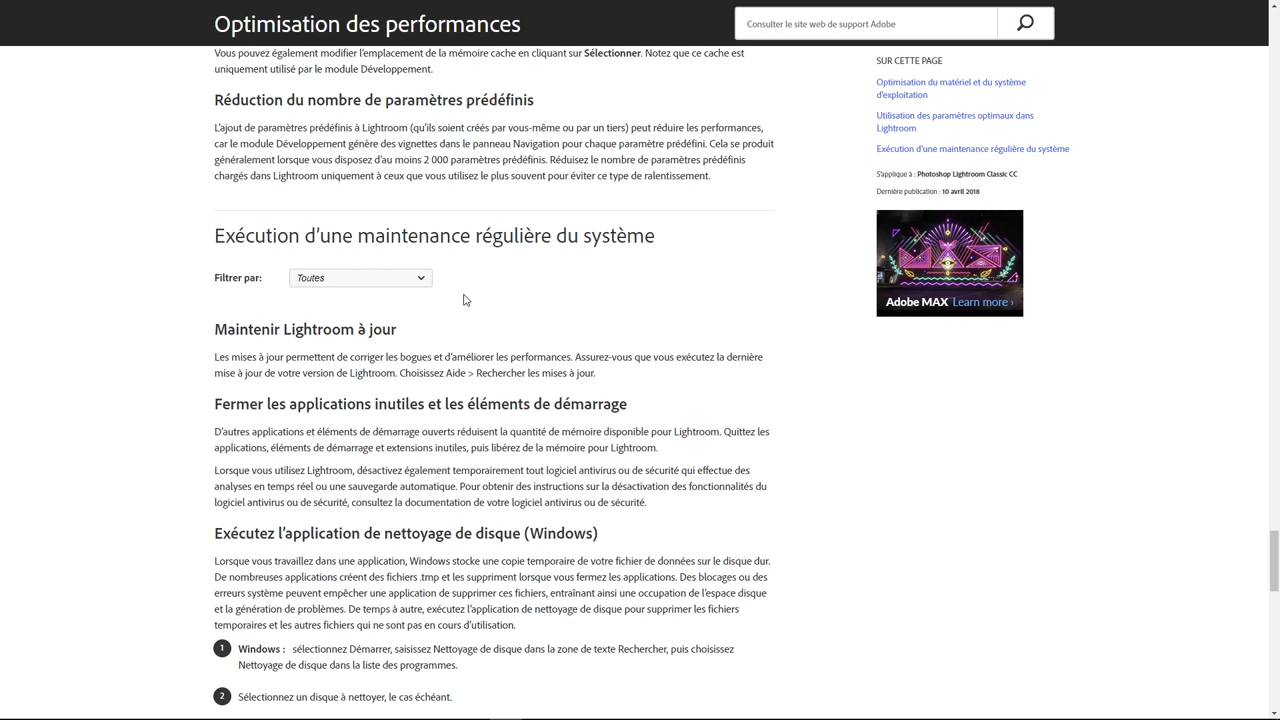 Optimisation des performances
Consulter le site web de support Adobe
Vous pouvez également modifier l'emplacement de la mémoire cache en cliquant sur Sélectionner. Notez que ce cache est
uniquement utilisé par le module Développement.
Réduction du nombre de paramètres prédéfinis
L'ajout de paramètres prédéfinis à Lightroom (qu'ils soient créés par vous-même ou par un tiers) peut réduire les performances,
car le module Développement génère des vignettes dans le panneau Navigation pour chaque paramètre prédéfini. Cela se produit
généralement lorsque vous disposez d'au moins 2 000 paramètres prédéfinis. Réduisez le nombre de paramètres prédéfinis
chargés dans Lightroom uniquement à ceux que vous utilisez le plus souvent pour éviter ce type de ralentissement.
Exécution d'une maintenance régulière du système
Filtrer par: Toutes
Maintenir Lightroom à jour
Les mises à jour permettent de corriger les bogues et d'améliorer les performances. Assurez-vous que vous exécutez la dernière
mise à jour de votre version de Lightroom. Choisissez Aide > Rechercher les mises à jour.
Fermer les applications inutiles et les éléments de démarrage
D'autres applications et éléments de démarrage ouverts réduisent la quantité de mémoire disponible pour Lightroom. Quittez les
applications, éléments de démarrage et extensions inutiles, puis libérez de la mémoire pour Lightroom.
Lorsque vous utilisez Lightroom, désactivez également temporairement tout logiciel antivirus ou de sécurité qui effectue des
analyses en temps réel ou une sauvegarde automatique. Pour obtenir des instructions sur la désactivation des fonctionnalités du
logiciel antivirus ou de sécurité, consultez la documentation de votre logiciel antivirus ou de sécurité.
Exécutez l'application de nettoyage de disque (Windows)
Lorsque vous travaillez dans une application, Windows stocke une copie temporaire de votre fichier de données sur le disque dur.
De nombreuses applications créent des fichiers .tmp et les suppriment lorsque vous fermez les applications. Des blocages ou des
erreurs système peuvent empêcher une application de supprimer ces fichiers, entraînant ainsi une occupation de l'espace disque
et la génération de problèmes. De temps à autre, exécutez l'application de nettoyage de disque pour supprimer les fichiers
temporaires et les autres fichiers qui ne sont pas en cours d'utilisation.
1 Windows : sélectionnez Démarrer, saisissez Nettoyage de disque dans la zone de texte Rechercher, puis choisissez
Nettoyage de disque dans la liste des programmes.
2 Sélectionnez un disque à nettoyer, le cas échéant.
SUR CETTE PAGE
Optimisation du matériel et du système
d'exploitation
Utilisation des paramètres optimaux dans
Lightroom
Exécution d'une maintenance régulière du système
S'applique à : Photoshop Lightroom Classic CC
Dernière publication : 10 avril 2018
Adobe MAX Learn more ›